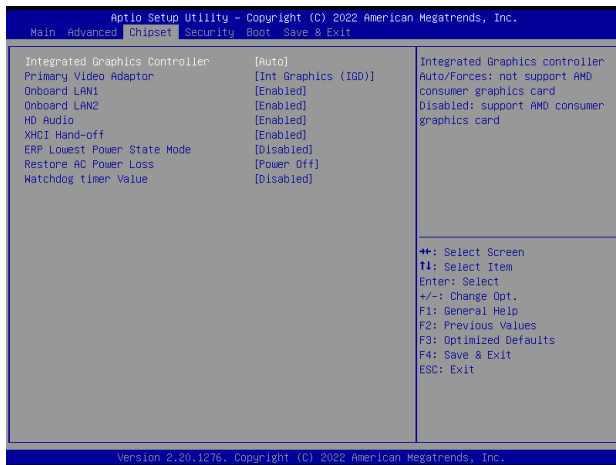 Aptio Setup Utility – Copyright (C) 2022 American Megatrends, Inc.
Main Advanced Chipset Security Boot Save & Exit
Integrated Graphics Controller [Auto]
Primary Video Adaptor [Int Graphics (IGD)]
Onboard LAN1 [Enabled]
Onboard LAN2 [Enabled]
HD Audio [Enabled]
XHCI Hand-off [Enabled]
ERP Lowest Power State Mode [Disabled]
Restore AC Power Loss [Power Off]
Watchdog timer Value [Disabled]
Integrated Graphics controller
Auto/Forces: not support AMD
consumer graphics card
Disabled: support AMD consumer
graphics card
→←: Select Screen
↑↓: Select Item
Enter: Select
+/-: Change Opt.
F1: General Help
F2: Previous Values
F3: Optimized Defaults
F4: Save & Exit
ESC: Exit
Version 2.20.1276. Copyright (C) 2022 American Megatrends, Inc.